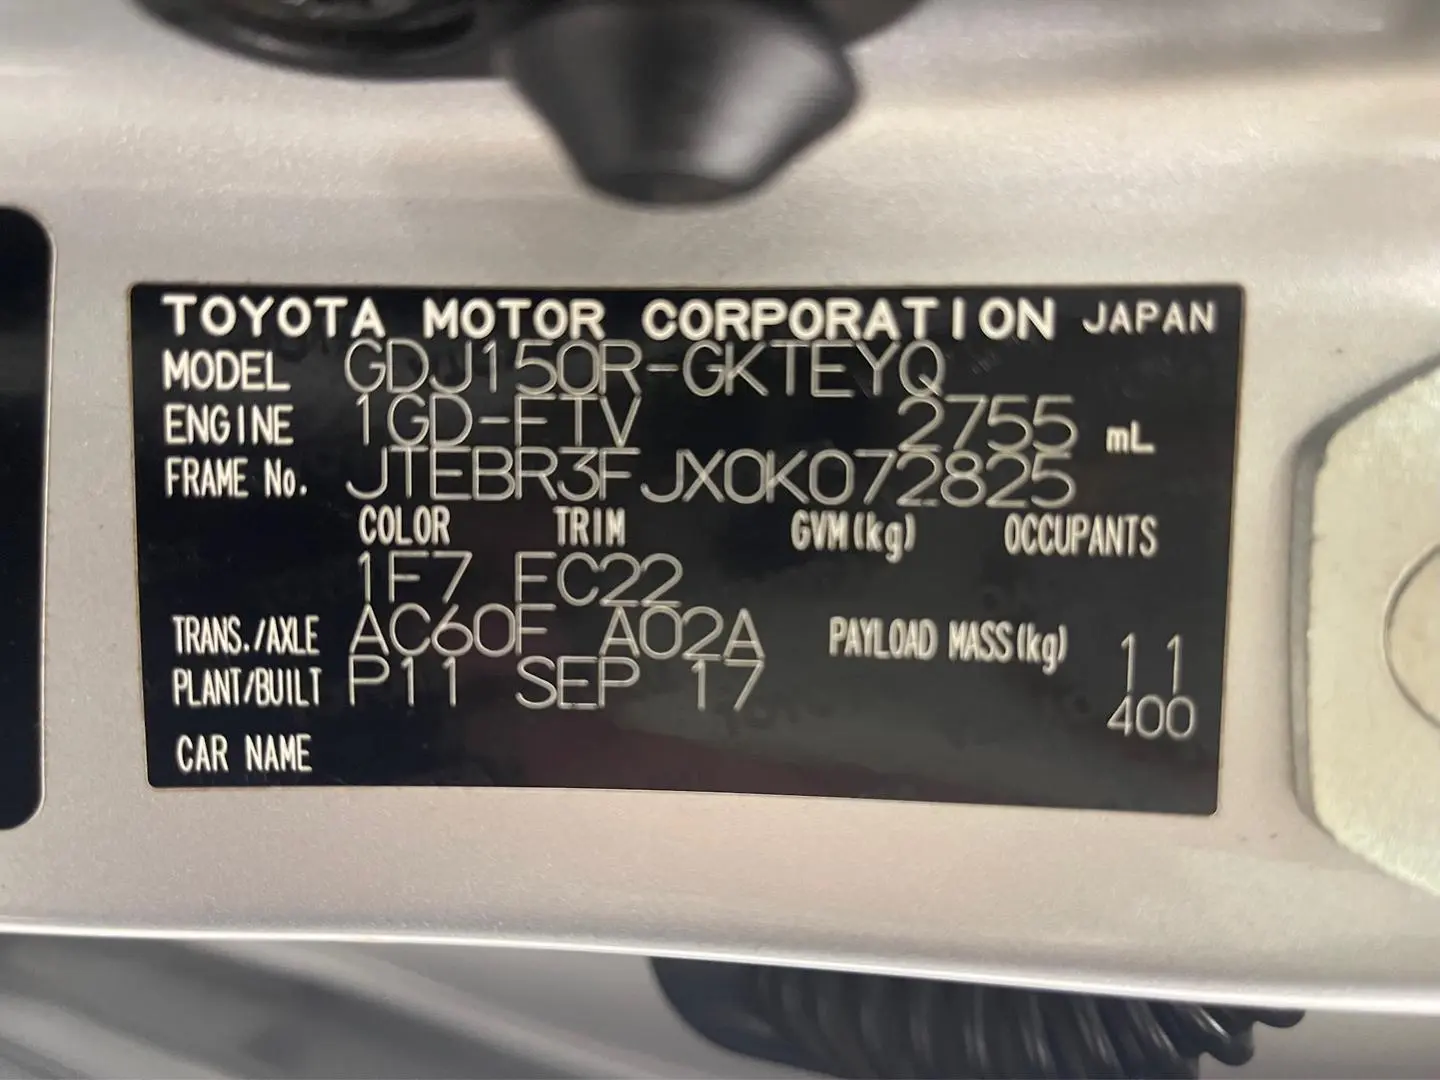 TOYOTA MOTOR CORPORATION JAPAN
MODEL GDJ150R-GKTEYQ
ENGINE 1GD-FTV 2755 mL
FRAME No. JTEBR3FJX0K072825
COLOR TRIM GVM(kg) OCCUPANTS
1F7 FC22
TRANS./AXLE AC60F A02A PAYLOAD MASS(kg) 11
PLANT/BUILT P11 SEP 17 400
CAR NAME